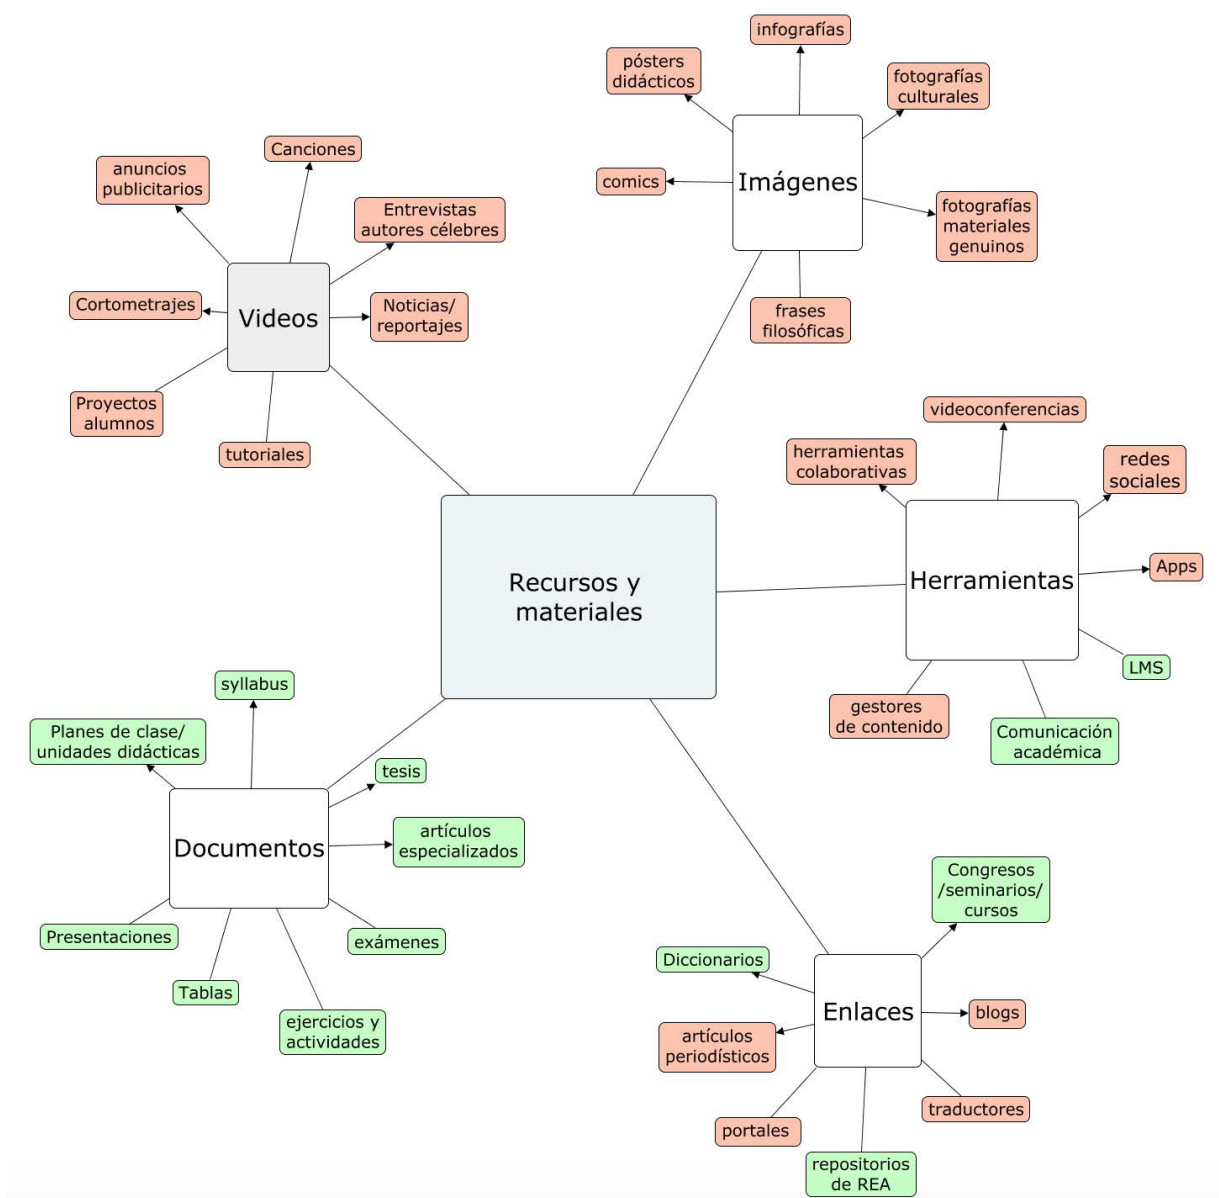 infografías
pósters
didácticos
fotografías
culturales
comics
Imágenes
fotografías
materiales
genuinos
frases
filosóficas
Canciones
anuncios
publicitarios
Entrevistas
autores célebres
Cortometrajes
Videos
Noticias/
reportajes
Proyectos
alumnos
tutoriales
videoconferencias
herramientas
colaborativas
redes
sociales
Herramientas
Apps
LMS
gestores
de contenido
Comunicación
académica
Recursos y
materiales
syllabus
Planes de clase/
unidades didácticas
tesis
Documentos
artículos
especializados
Presentaciones
exámenes
Tablas
ejercicios y
actividades
Congresos
/seminarios/
cursos
Diccionarios
Enlaces
blogs
artículos
periodísticos
traductores
portales
repositorios
de REA